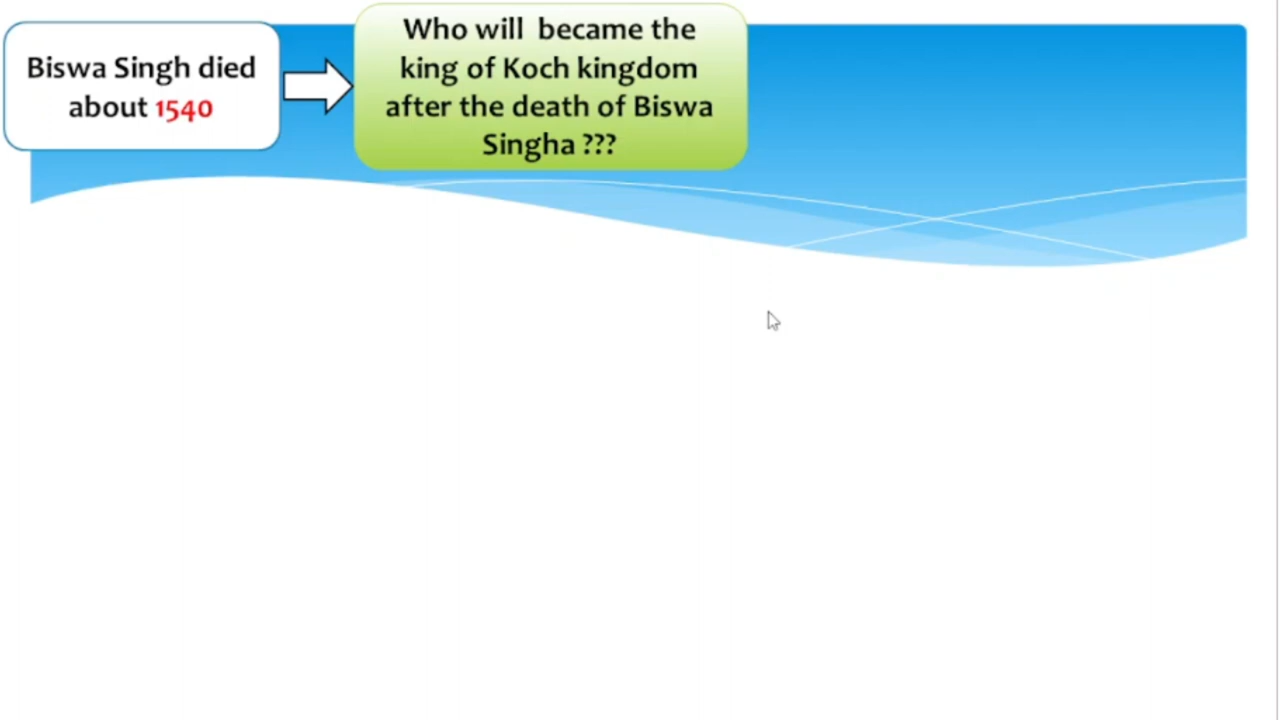 Biswa Singh died
about 1540
Who will became the
king of Koch kingdom
after the death of Biswa
Singha ???